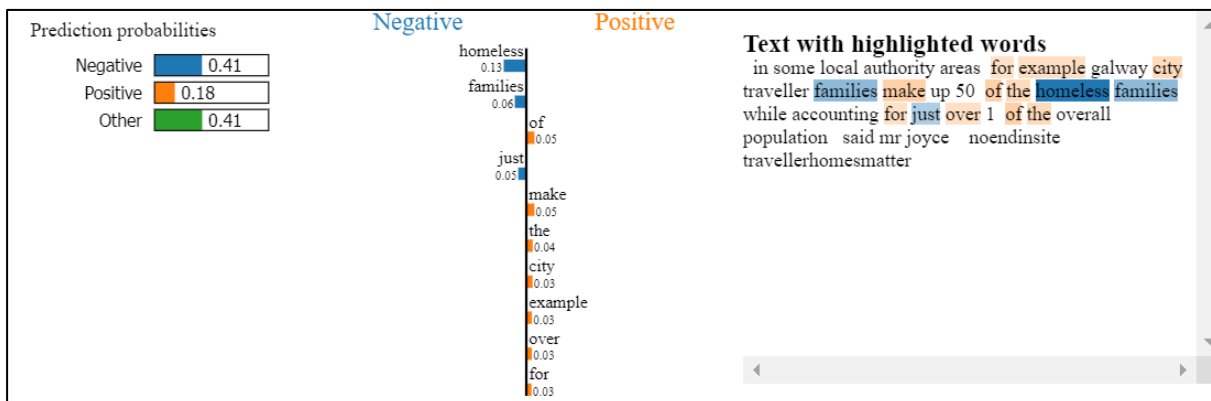 Prediction probabilities
Negative 0.41
Positive 0.18
Other 0.41
Negative Positive
homeless
0.13
families
0.06
of
0.05
just
0.05
make
0.05
the
0.04
city
0.03
example
0.03
over
0.03
for
0.03
Text with highlighted words
in some local authority areas for example galway city
traveller families make up 50 of the homeless families
while accounting for just over 1 of the overall
population said mr joyce noendinsite
travellerhomesmatter